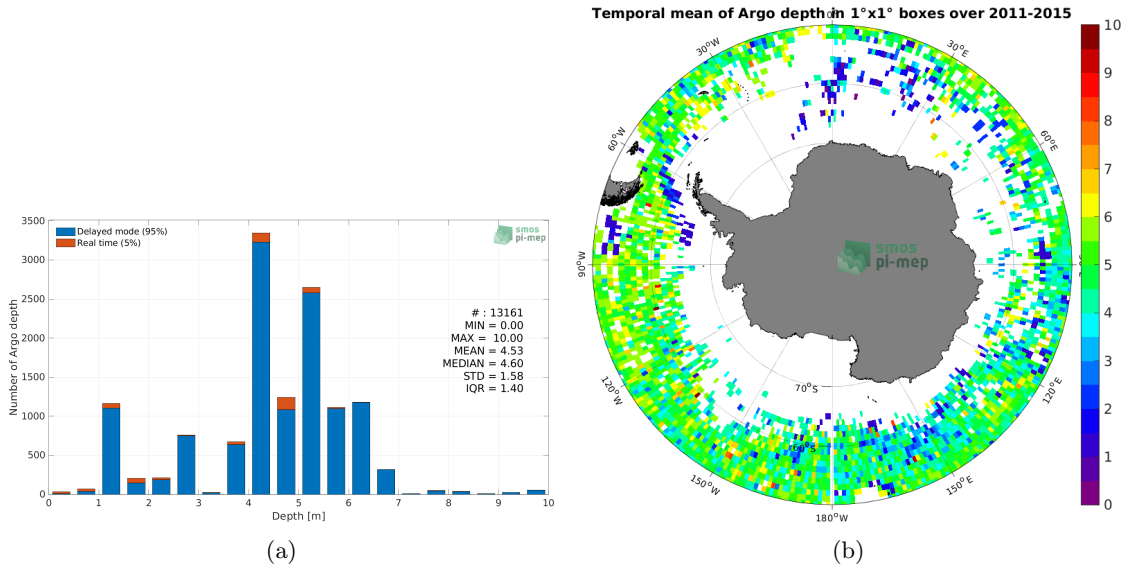 Temporal mean of Argo depth in 1°x1° boxes over 2011-2015
3500
3000
2500
2000
1500
1000
500
0
Number of Argo depth
Delayed mode (95%)
Real time (5%)
smos
pi-mep
# : 13161
MIN = 0.00
MAX = 10.00
MEAN = 4.53
MEDIAN = 4.60
STD = 1.58
IQR = 1.40
0 1 2 3 4 5 6 7 8 9 10
Depth [m]
30°W
30°E
60°W
60°E
90°W
smos
pi-mep
120°W
120°E
70°S
60°S
150°W
150°E
180°W
10
9
8
7
6
5
4
3
2
1
0
(a)
(b)